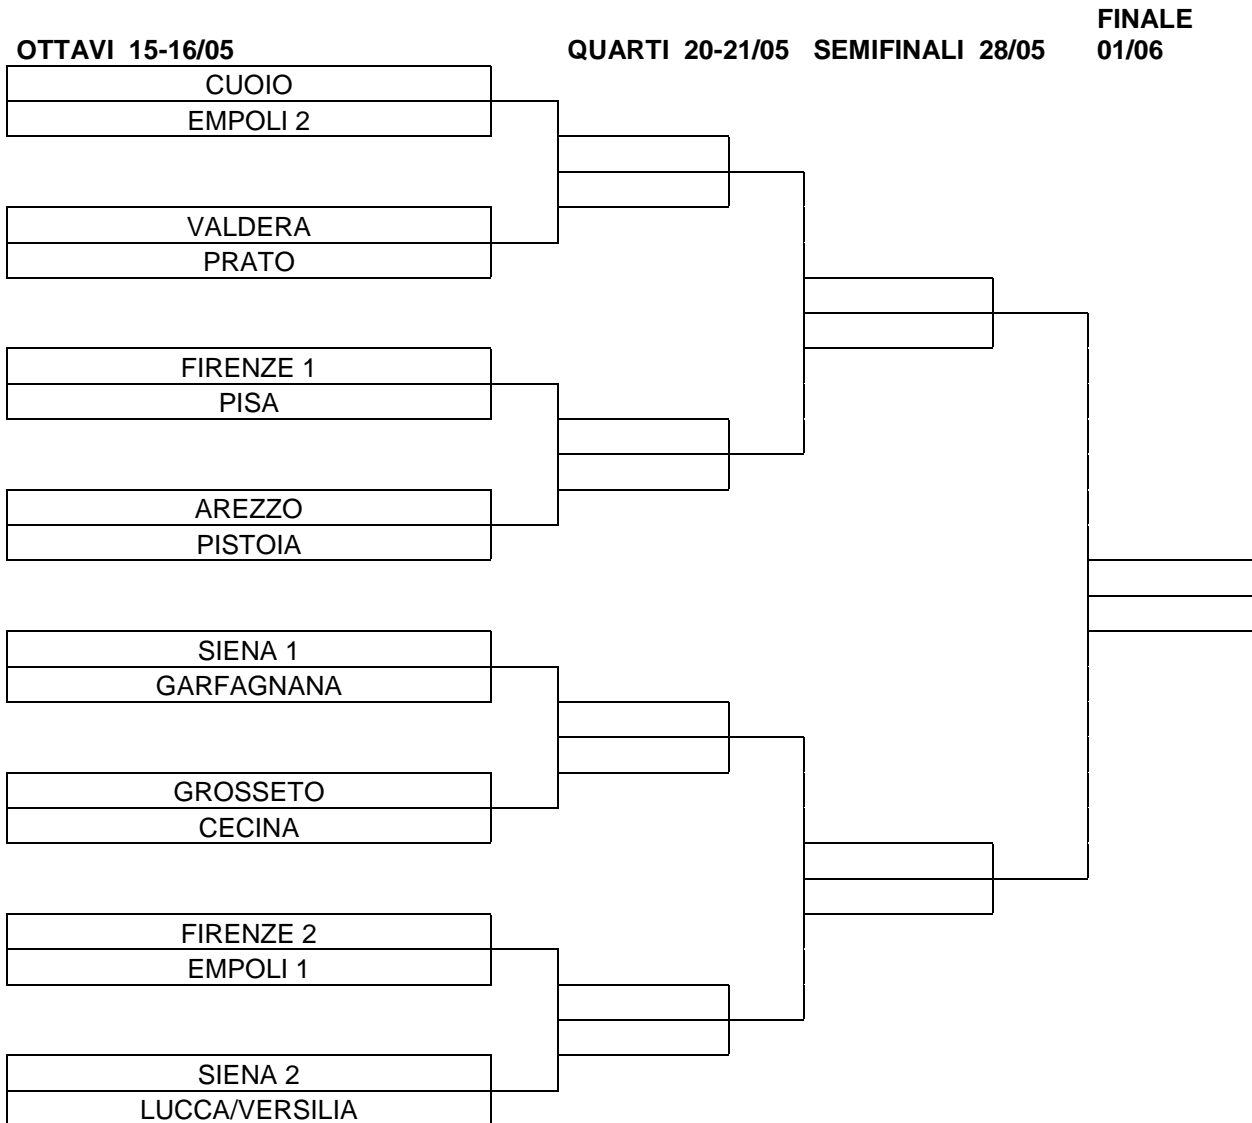 FINALE
OTTAVI 15-16/05 QUARTI 20-21/05 SEMIFINALI 28/05 01/06
CUOIO
EMPOLI 2
VALDERA
PRATO
FIRENZE 1
PISA
AREZZO
PISTOIA
SIENA 1
GARFAGNANA
GROSSETO
CECINA
FIRENZE 2
EMPOLI 1
SIENA 2
LUCCA/VERSILIA